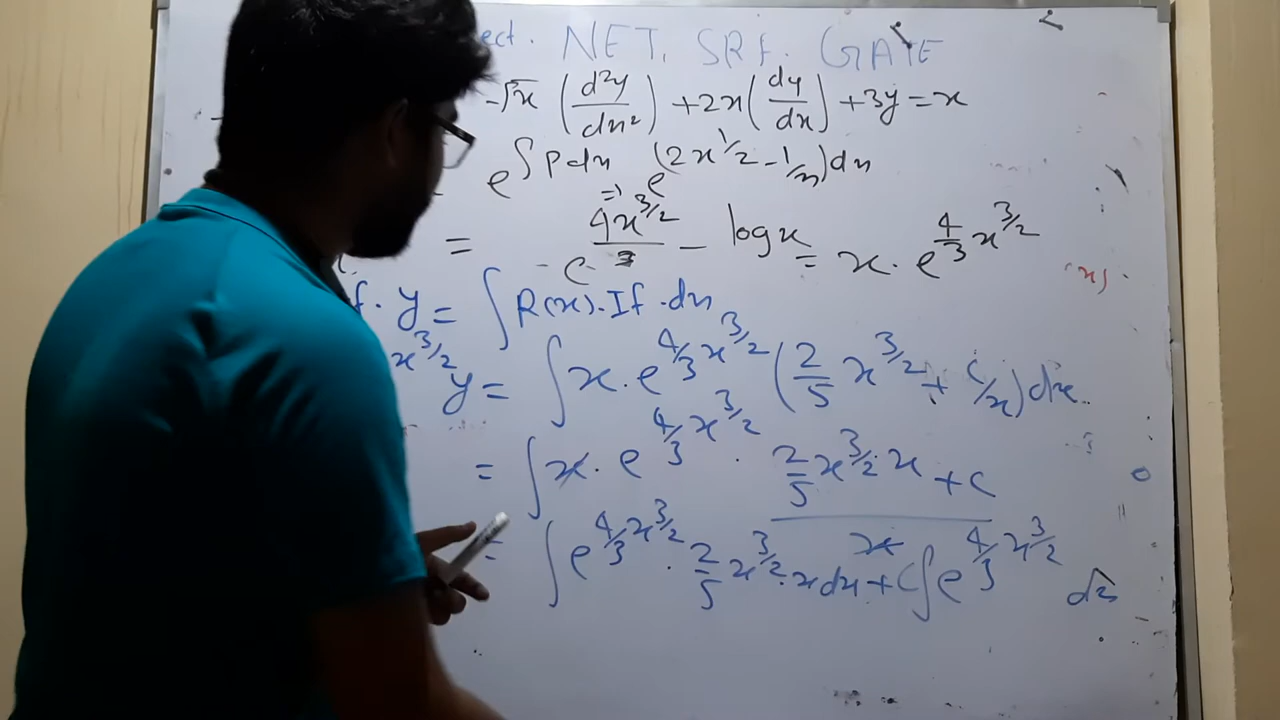 ect. NET, SRF. GATE
√x (d²y/dx²) + 2x (dy/dx) + 3y = x
e^∫Pdx ⇒ e^(2x^1/2 - 1/x)dx
= e^4x^3/2/3 - logx = x. e^4/3 x^3/2
f. y = ∫R(x).If.dx
x^3/2 y = ∫x.e^4/3 x^3/2 (2/5 x^3/2 + c/x)dx
= ∫x. e^4/3 x^3/2 . 2/5 x^3/2 . x + c / x
= ∫e^4/3 x^3/2 . 2/5 x^3/2 . x dx + c∫e^4/3 x^3/2 dx